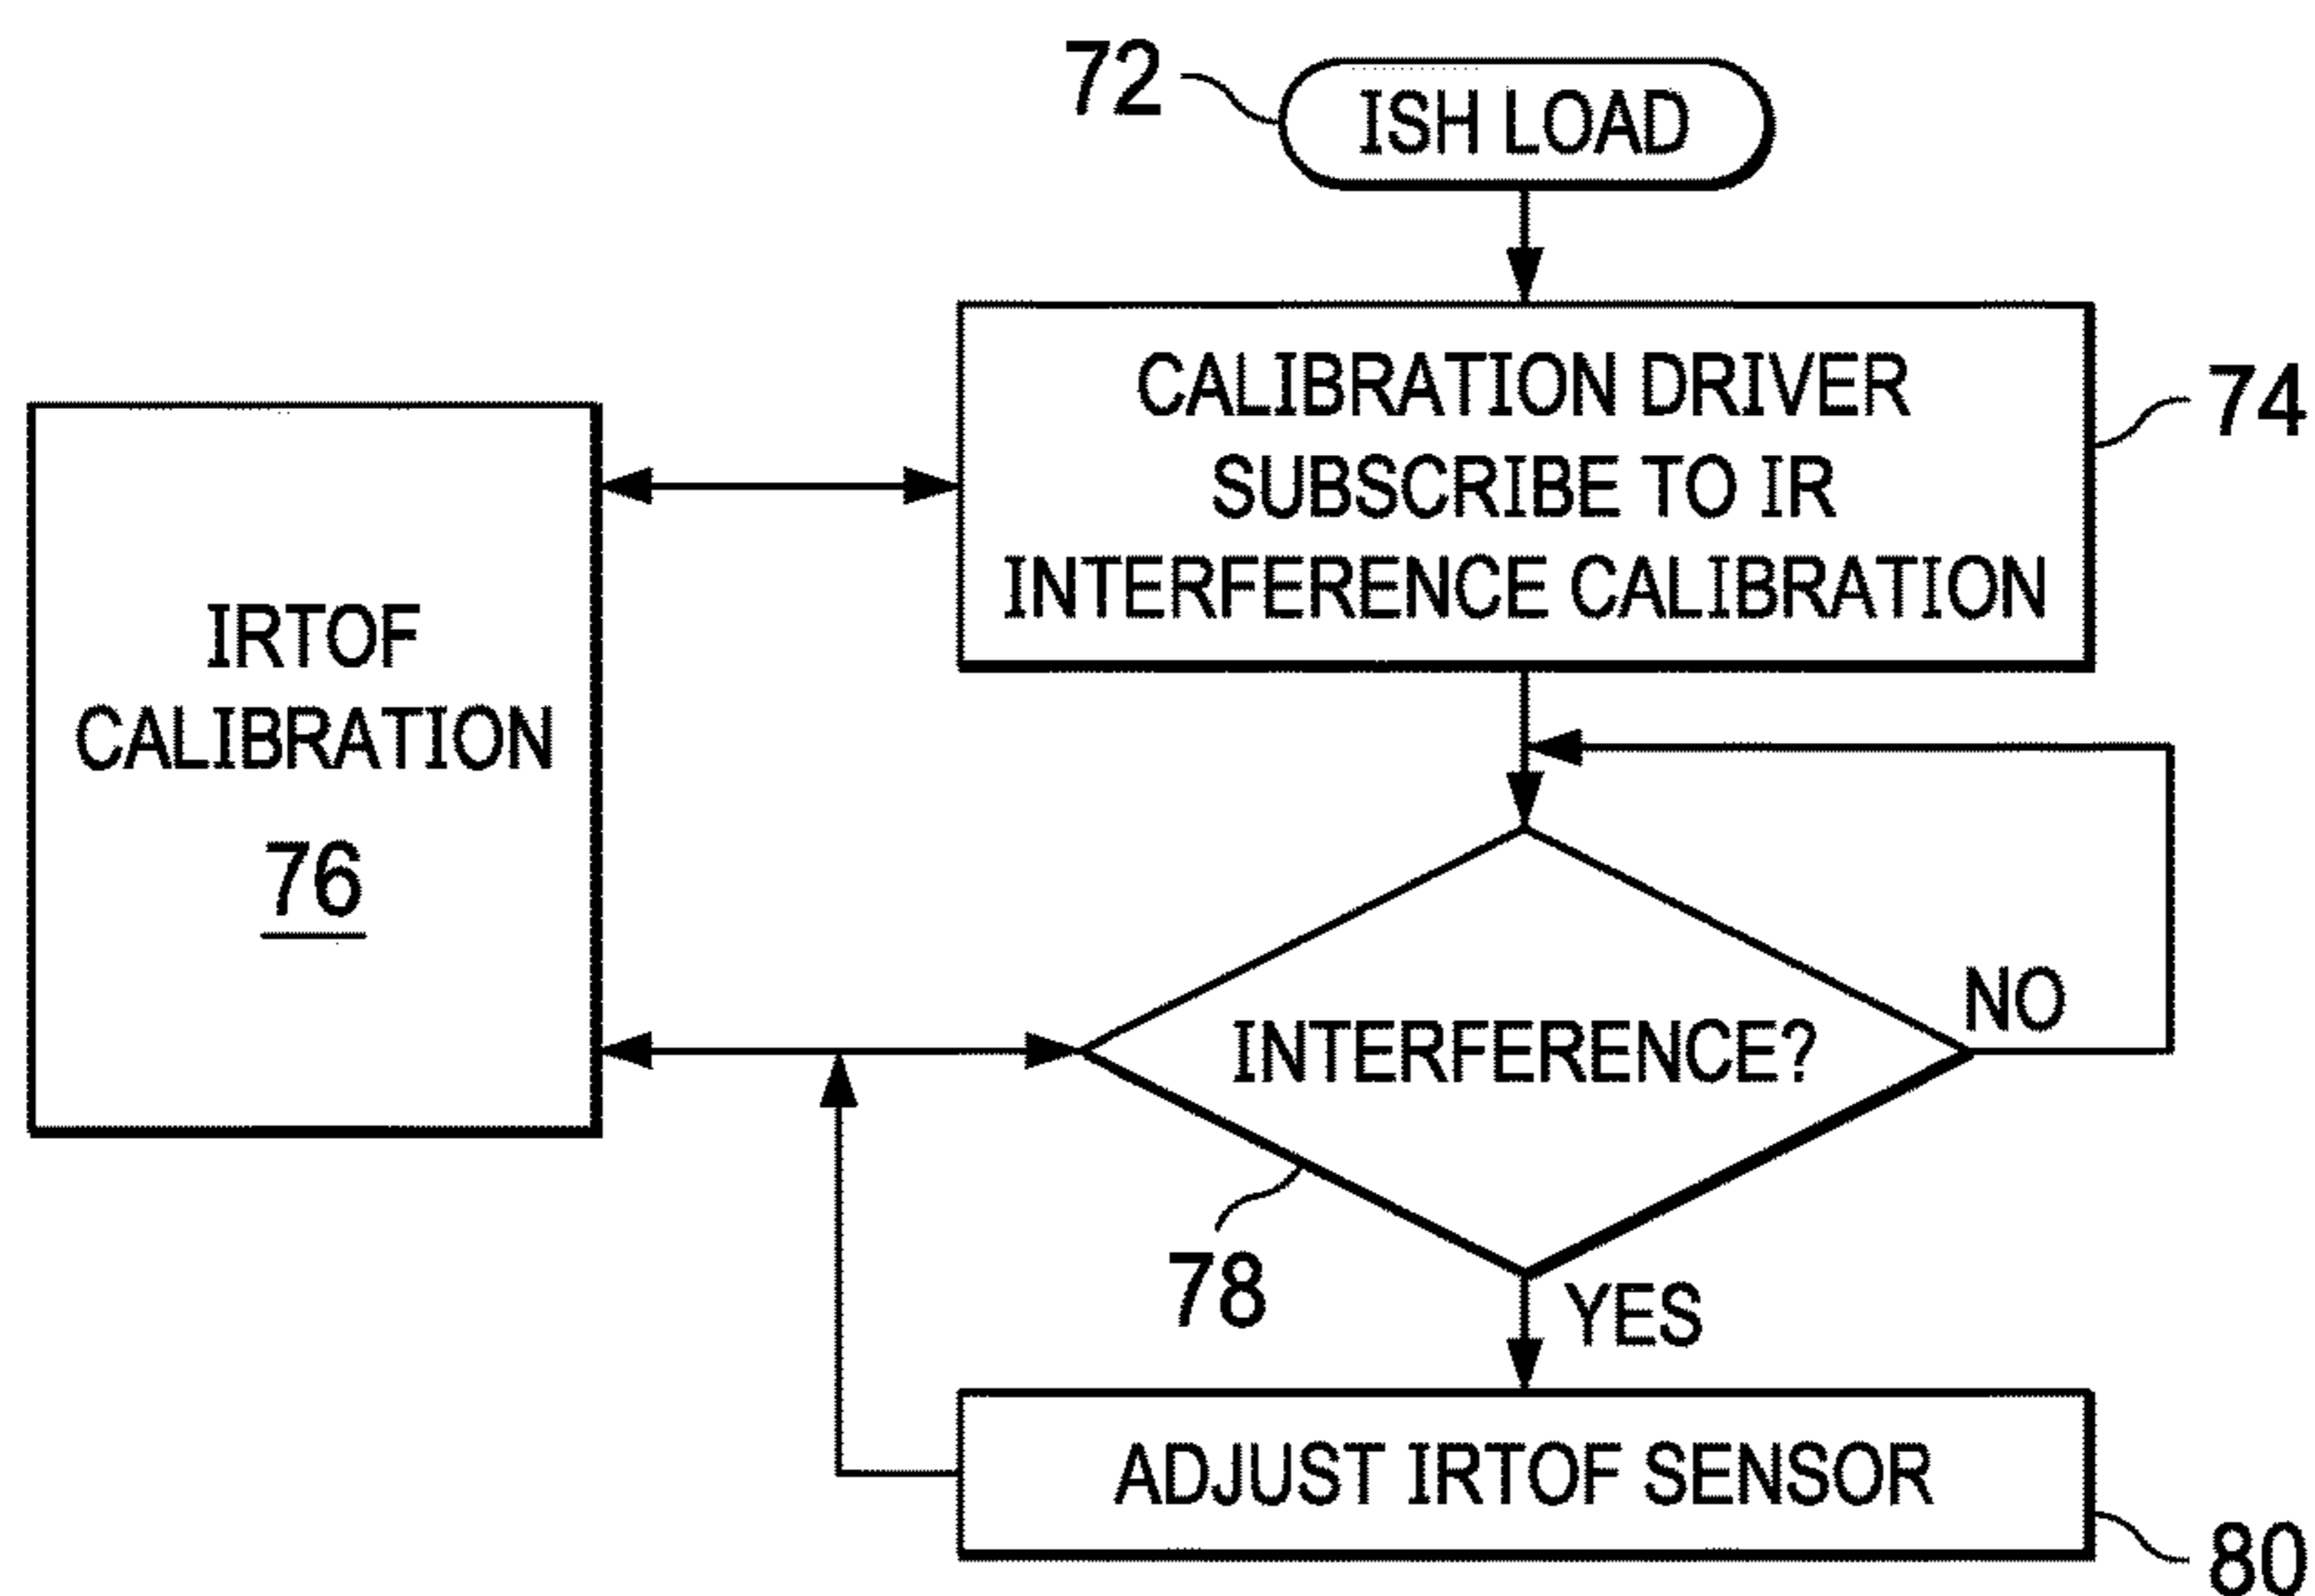 72
ISH LOAD
CALIBRATION DRIVER
SUBSCRIBE TO IR
INTERFERENCE CALIBRATION
74
IRTOF
CALIBRATION
76
INTERFERENCE?
NO
78
YES
ADJUST IRTOF SENSOR
80